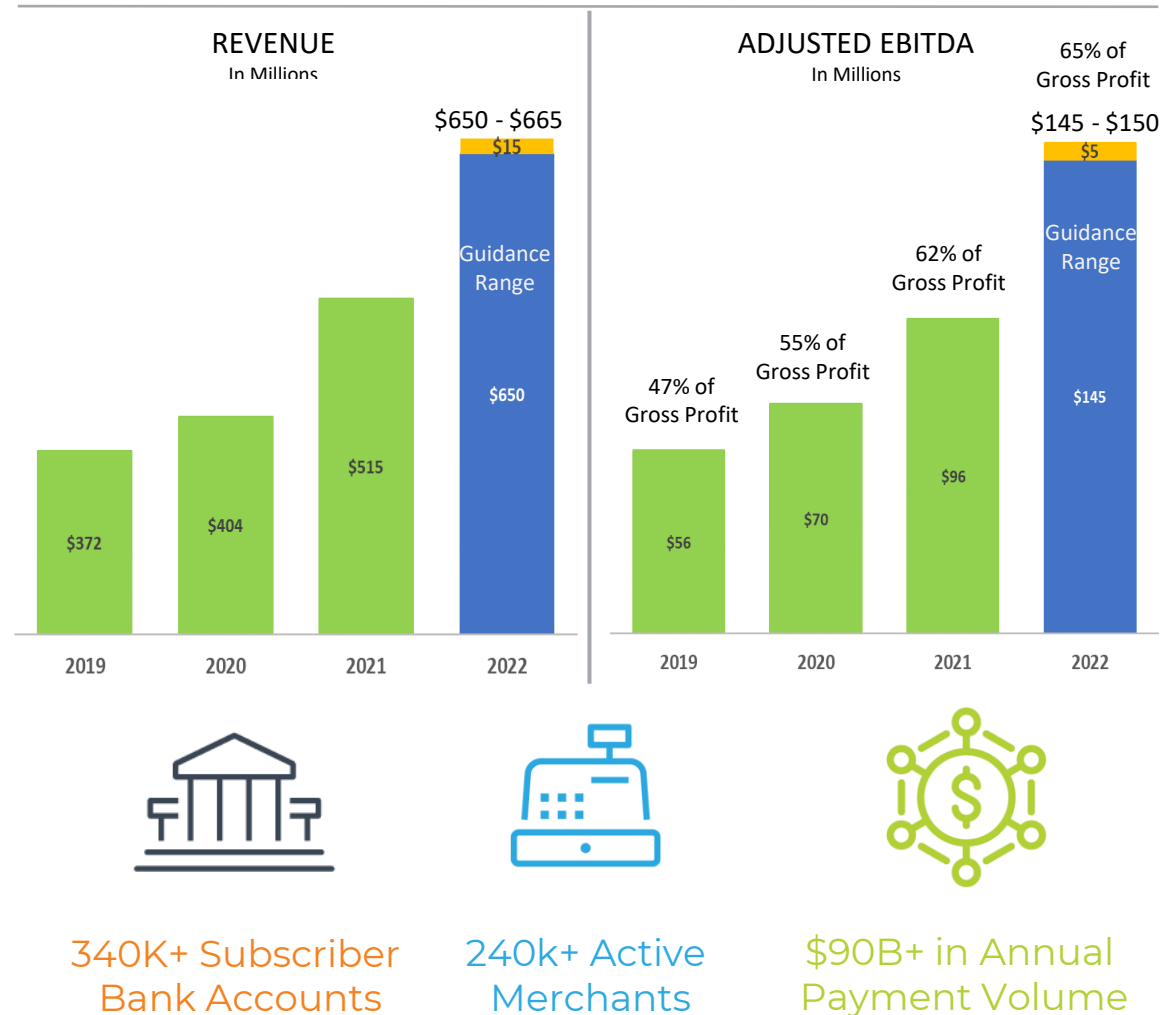 REVENUE
In Millions
$650 - $665
$15
Guidance
Range
$650
$515
$404
$372
2019
2020
2021
2022
ADJUSTED EBITDA
In Millions
65% of
Gross Profit
$145 - $150
$5
Guidance
Range
62% of
Gross Profit
55% of
Gross Profit
47% of
Gross Profit
$145
$96
$70
$56
2019
2020
2021
2022
$
340K+ Subscriber
Bank Accounts
240k+ Active
Merchants
$90B+ in Annual
Payment Volume